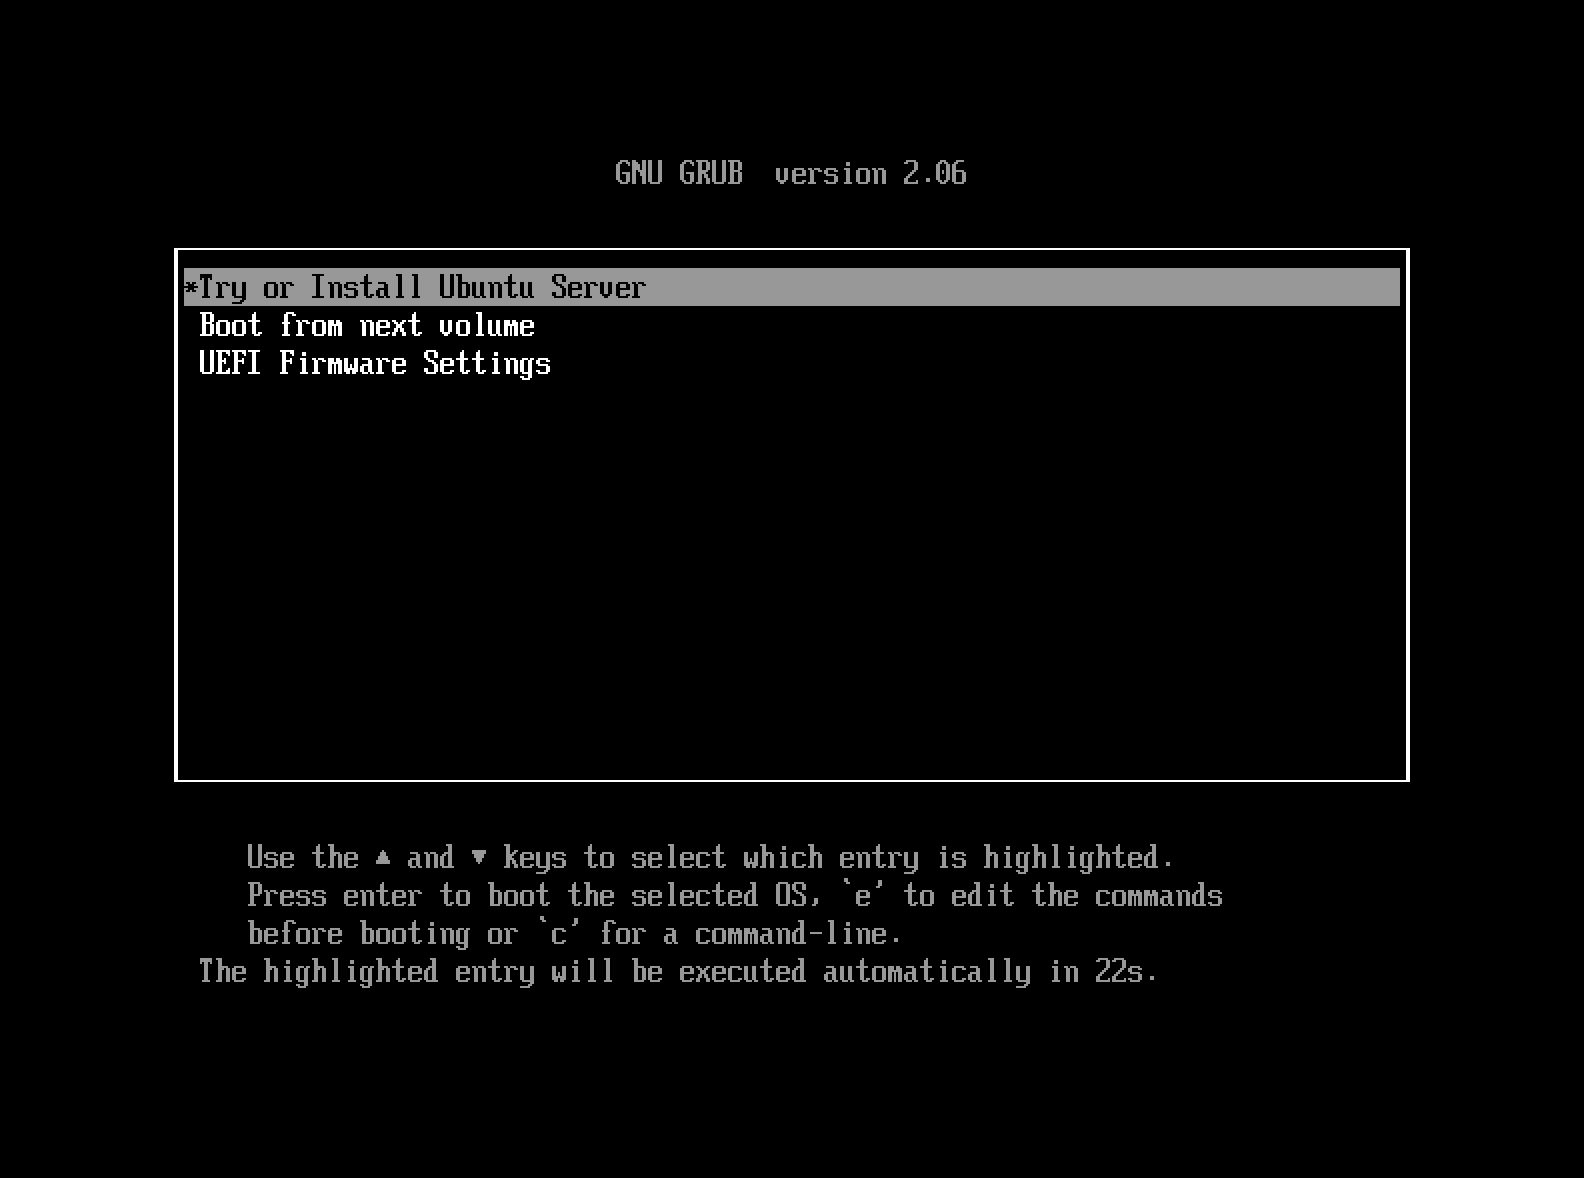 GNU GRUB  version 2.06
*Try or Install Ubuntu Server
Boot from next volume
UEFI Firmware Settings
Use the ▲ and ▼ keys to select which entry is highlighted.
Press enter to boot the selected OS, `e' to edit the commands
before booting or `c' for a command-line.
The highlighted entry will be executed automatically in 22s.